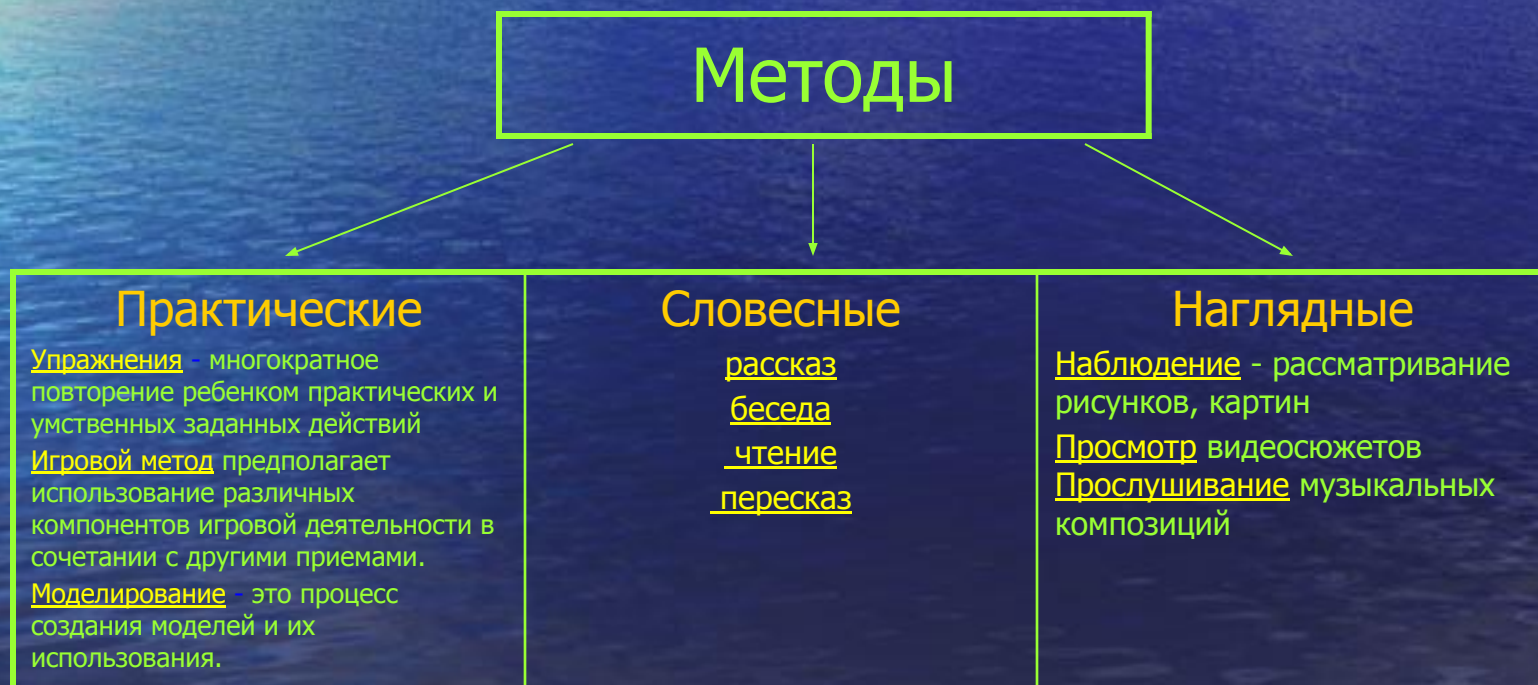 Методы
Практические
Упражнения - многократное
повторение ребенком практических и
умственных заданных действий
Игровой метод предполагает
использование различных
компонентов игровой деятельности в
сочетании с другими приемами.
Моделирование - это процесс
создания моделей и их
использования.
Словесные
рассказ
беседа
чтение
пересказ
Наглядные
Наблюдение - рассматривание
рисунков, картин
Просмотр видеосюжетов
Прослушивание музыкальных
композиций